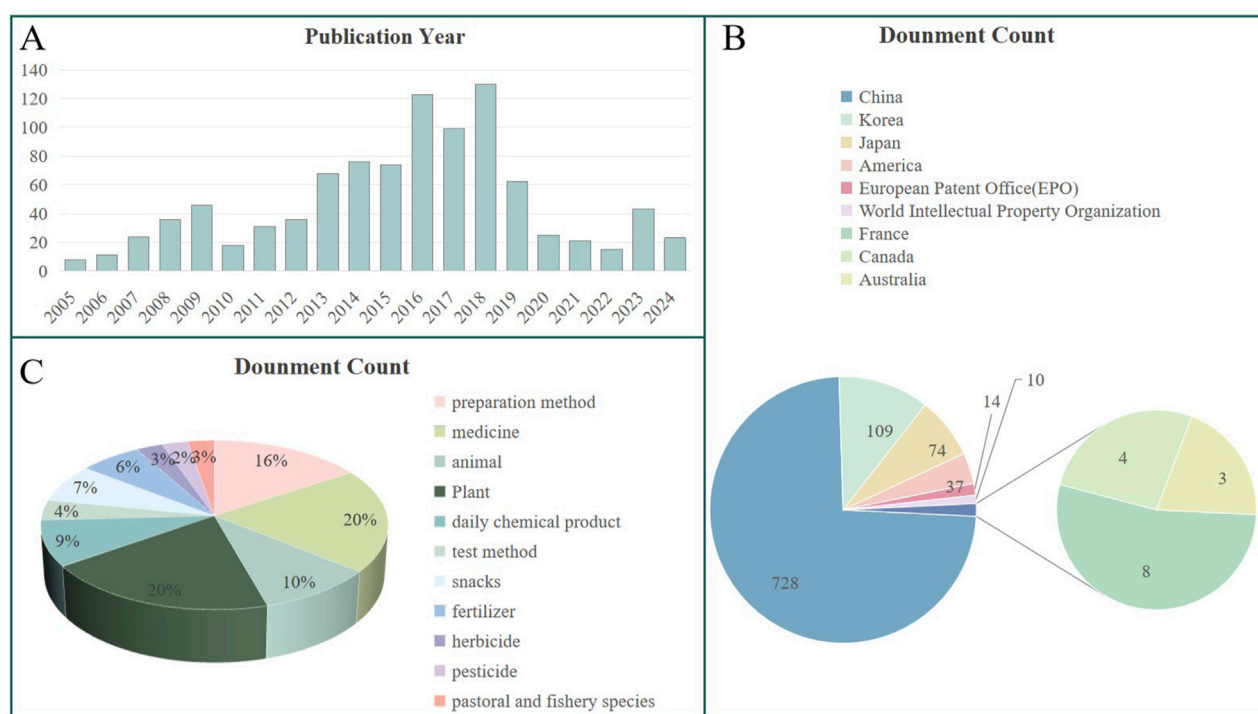 A
Publication Year
140
120
100
80
60
40
20
0
2005
2006
2007
2008
2009
2010
2011
2012
2013
2014
2015
2016
2017
2018
2019
2020
2021
2022
2023
2024
B
Dounment Count
China
Korea
Japan
America
European Patent Office(EPO)
World Intellectual Property Organization
France
Canada
Australia
728
109
74
37
14
10
4
3
8
C
Dounment Count
preparation method
medicine
animal
Plant
daily chemical product
test method
snacks
fertilizer
herbicide
pesticide
pastoral and fishery species
16%
20%
10%
20%
9%
4%
7%
6%
3%
2%
3%